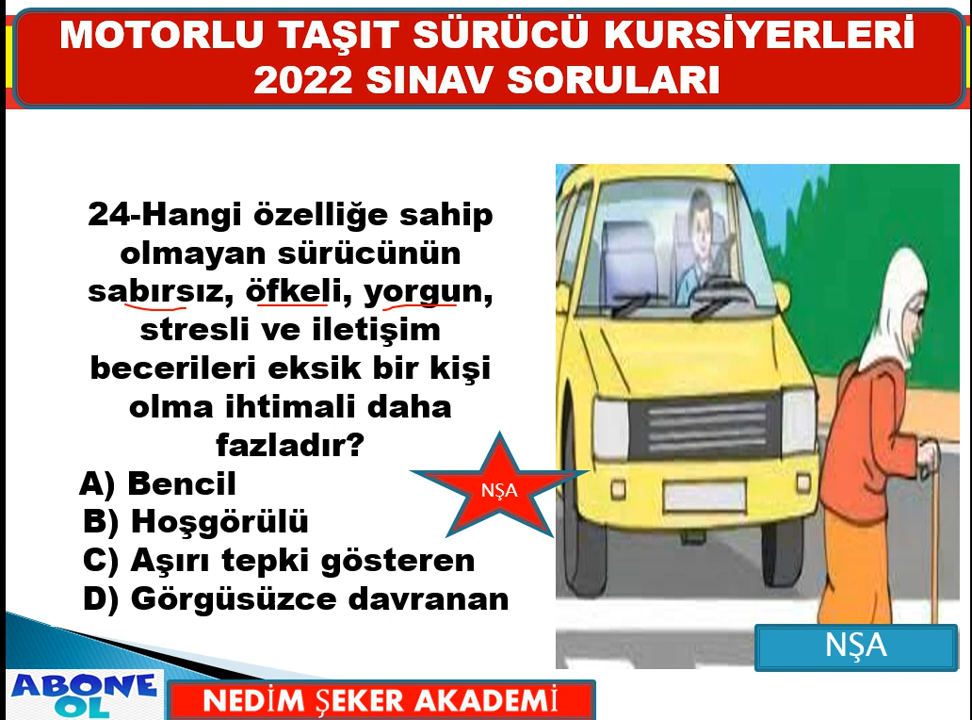 MOTORLU TAŞIT SÜRÜCÜ KURSİYERLERİ
2022 SINAV SORULARI
24-Hangi özelliğe sahip
olmayan sürücünün
sabırsız, öfkeli, yorgun,
stresli ve iletişim
becerileri eksik bir kişi
olma ihtimali daha
fazladır?
A) Bencil
B) Hoşgörülü
C) Aşırı tepki gösteren
D) Görgüsüzce davranan
NŞA
NŞA
ABONE
OL
NEDİM ŞEKER AKADEMİ